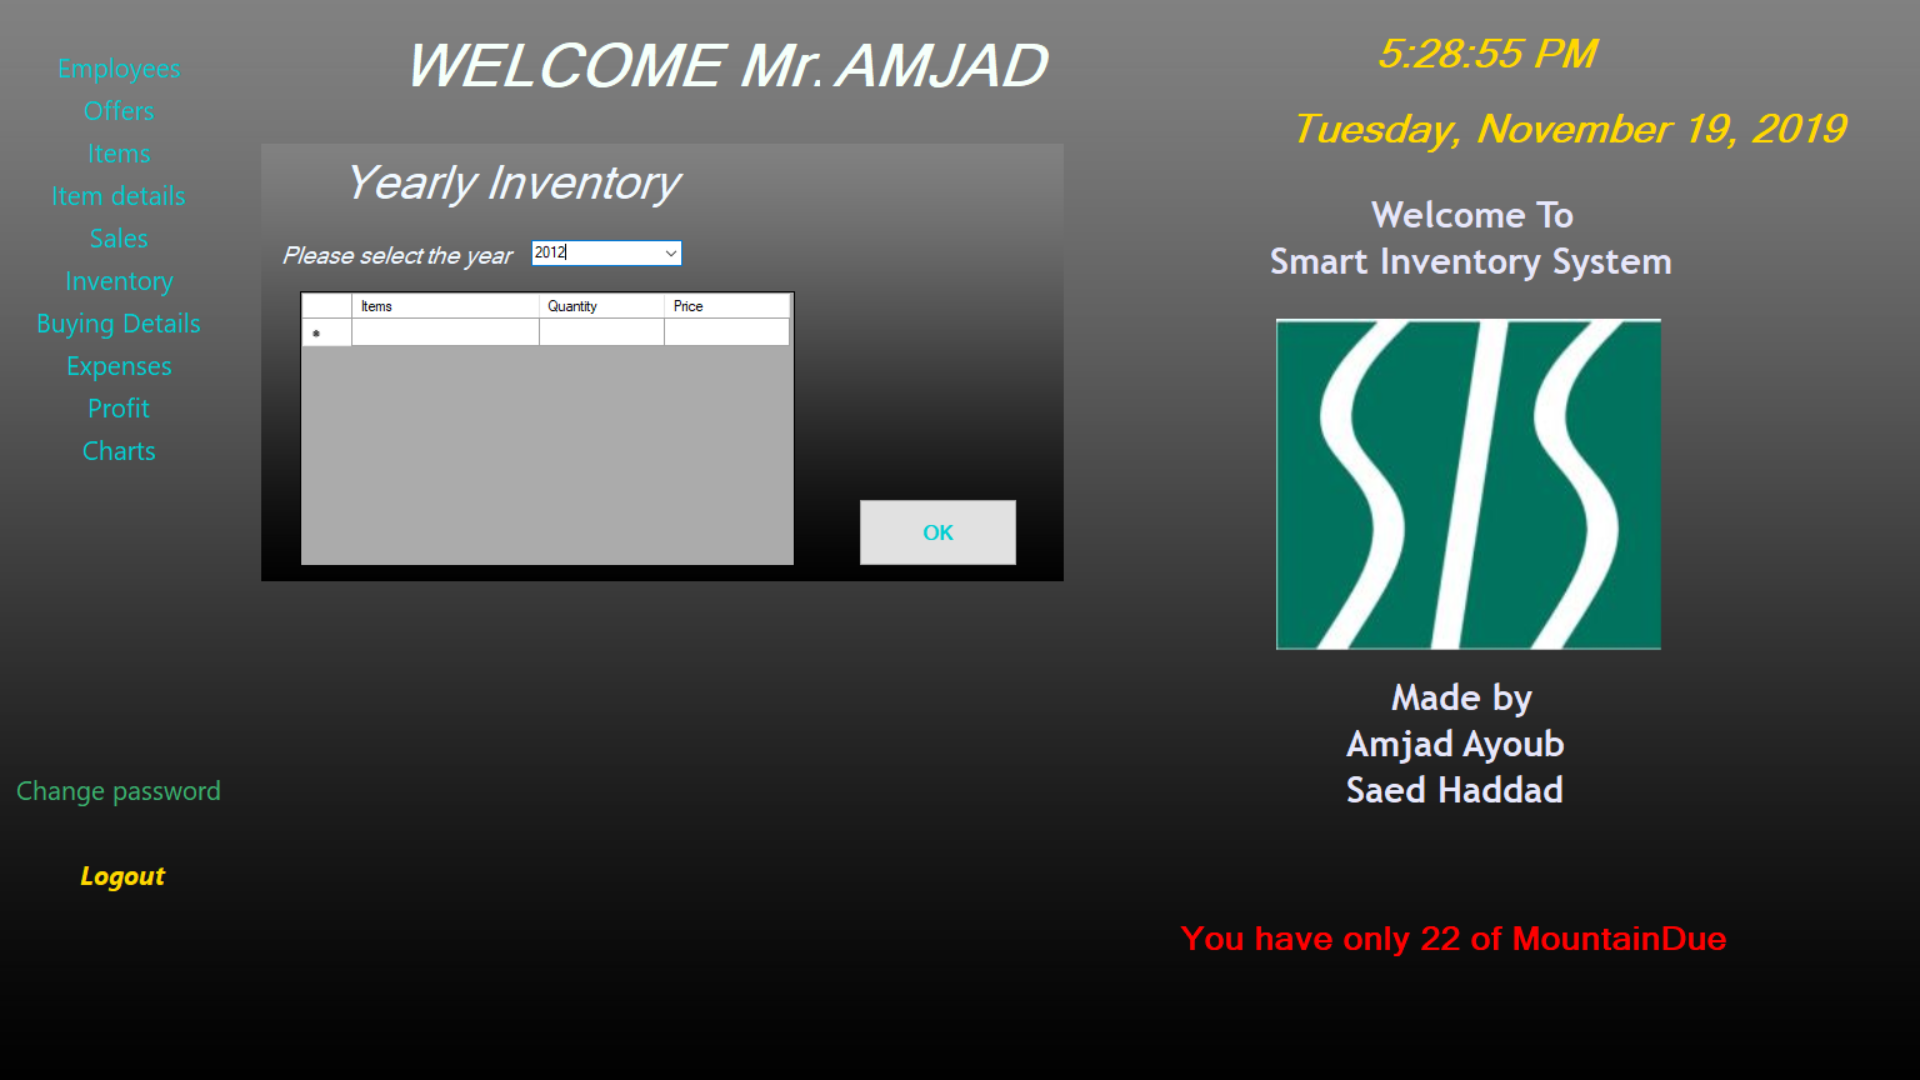 Employees
Offers
Items
Item details
Sales
Inventory
Buying Details
Expenses
Profit
Charts
Change password
Logout
WELCOME Mr. AMJAD
Yearly Inventory
Please select the year 2012
Items Quantity Price
OK
5:28:55 PM
Tuesday, November 19, 2019
Welcome To
Smart Inventory System
SIS
Made by
Amjad Ayoub
Saed Haddad
You have only 22 of MountainDue